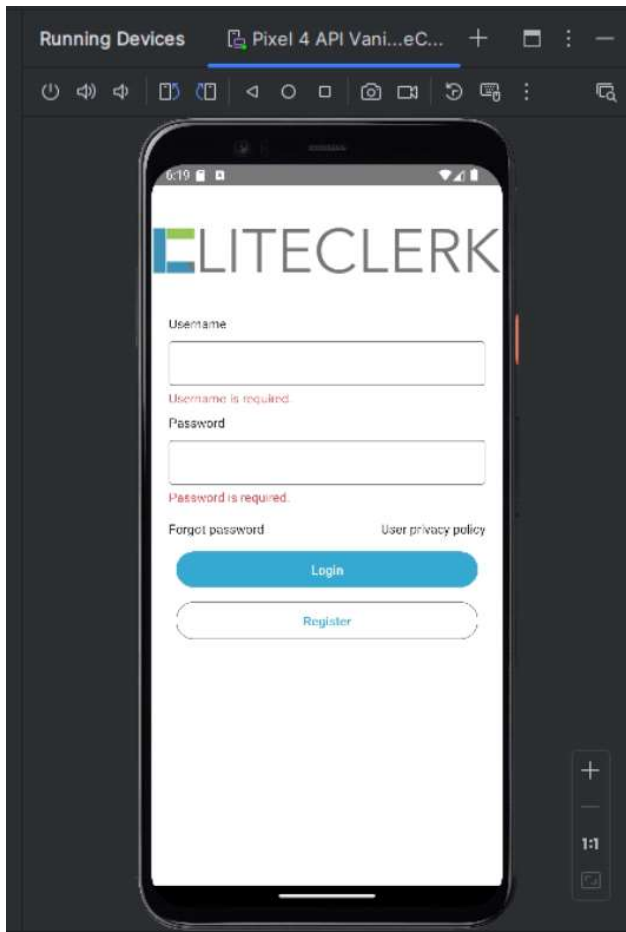 Running Devices
Pixel 4 API Vani...eC...
6:19
ELITECLERK
Username
Username is required.
Password
Password is required.
Forgot password
User privacy policy
Login
Register
1:1